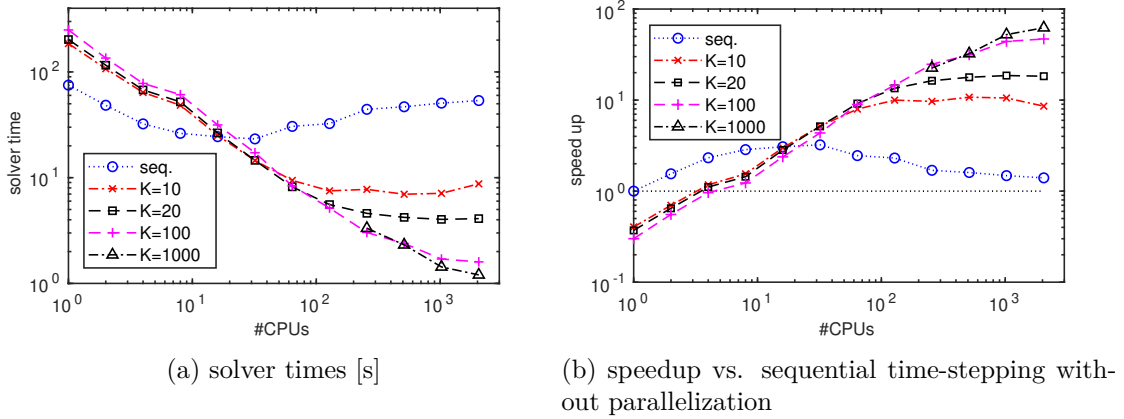 10^2
10^1
10^0
solver time
seq.
K=10
K=20
K=100
K=1000
10^0
10^1
10^2
10^3
#CPUs
(a) solver times [s]
10^2
10^1
10^0
10^-1
speed up
seq.
K=10
K=20
K=100
K=1000
10^0
10^1
10^2
10^3
#CPUs
(b) speedup vs. sequential time-stepping with-
out parallelization